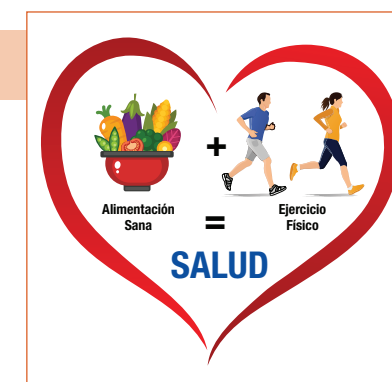 +
Alimentación
Sana
Ejercicio
Físico
=
SALUD